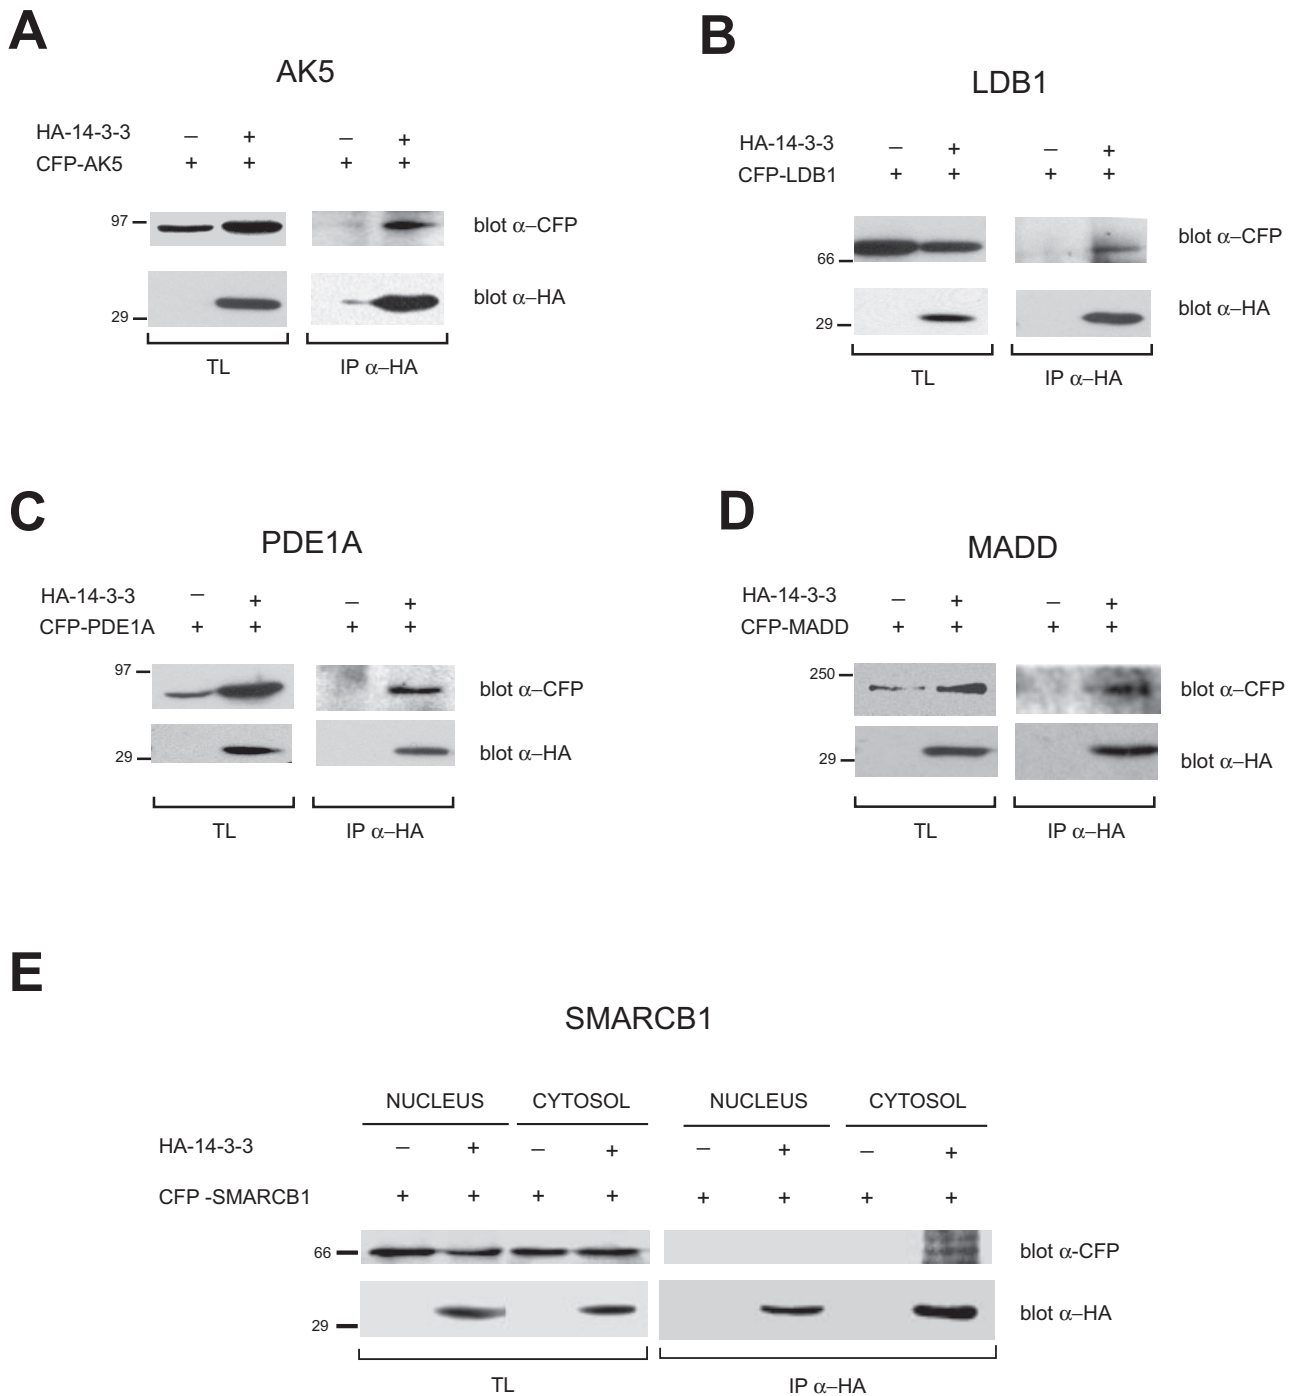 A
AK5
HA-14-3-3 – + – +
CFP-AK5 + + + +
97
blot α–CFP
29
blot α–HA
TL
IP α–HA
B
LDB1
HA-14-3-3 – + – +
CFP-LDB1 + + + +
66
blot α–CFP
29
blot α–HA
TL
IP α–HA
C
PDE1A
HA-14-3-3 – + – +
CFP-PDE1A + + + +
97
blot α–CFP
29
blot α–HA
TL
IP α–HA
D
MADD
HA-14-3-3 – + – +
CFP-MADD + + + +
250
blot α–CFP
29
blot α–HA
TL
IP α–HA
E
SMARCB1
NUCLEUS CYTOSOL NUCLEUS CYTOSOL
HA-14-3-3 – + – + – + – +
CFP -SMARCB1 + + + + + + + +
66
blot α-CFP
29
blot α–HA
TL
IP α–HA